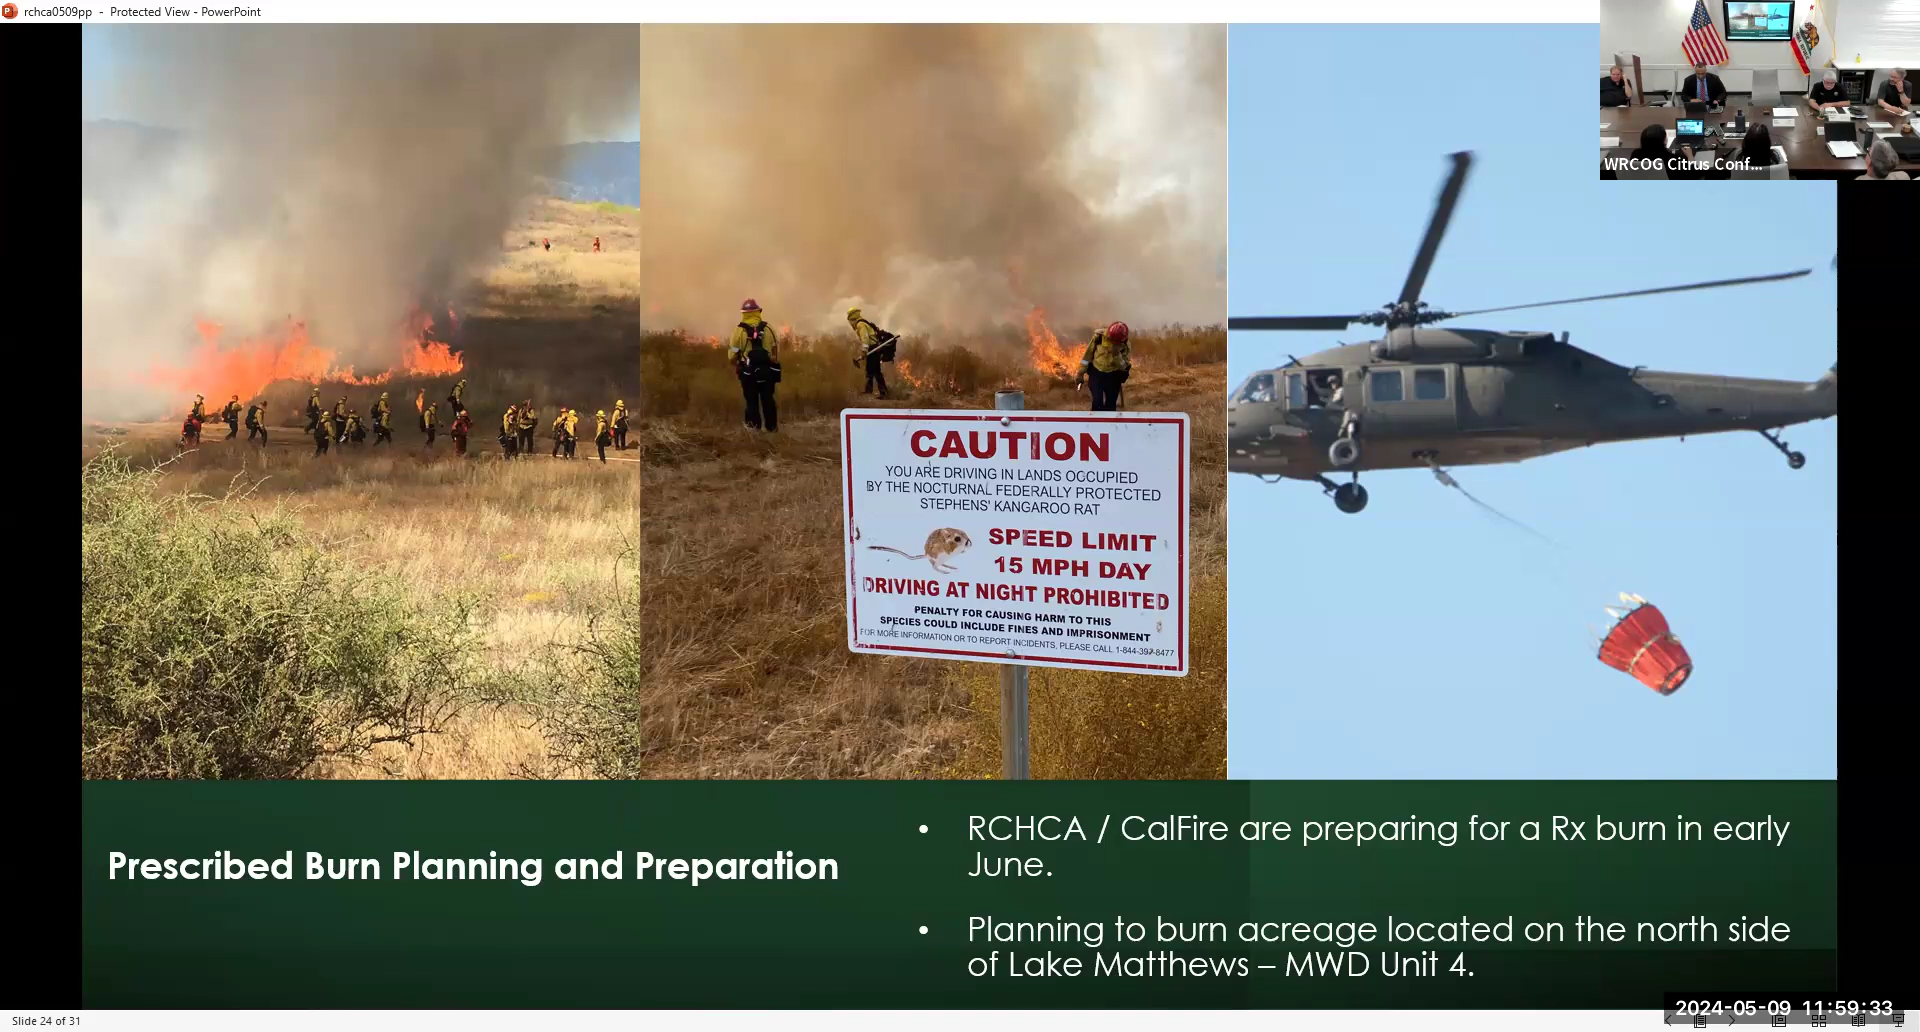 rchca0509pp - Protected View - PowerPoint
WRCOG Citrus Conf...
CAUTION
YOU ARE DRIVING IN LANDS OCCUPIED
BY THE NOCTURNAL FEDERALLY PROTECTED
STEPHENS' KANGAROO RAT
SPEED LIMIT
15 MPH DAY
DRIVING AT NIGHT PROHIBITED
PENALTY FOR CAUSING HARM TO THIS
SPECIES COULD INCLUDE FINES AND IMPRISONMENT
FOR MORE INFORMATION OR TO REPORT INCIDENTS, PLEASE CALL 1-844-397-8477
Prescribed Burn Planning and Preparation
• RCHCA / CalFire are preparing for a Rx burn in early
June.
• Planning to burn acreage located on the north side
of Lake Matthews – MWD Unit 4.
2024-05-09 11:59:33
Slide 24 of 31